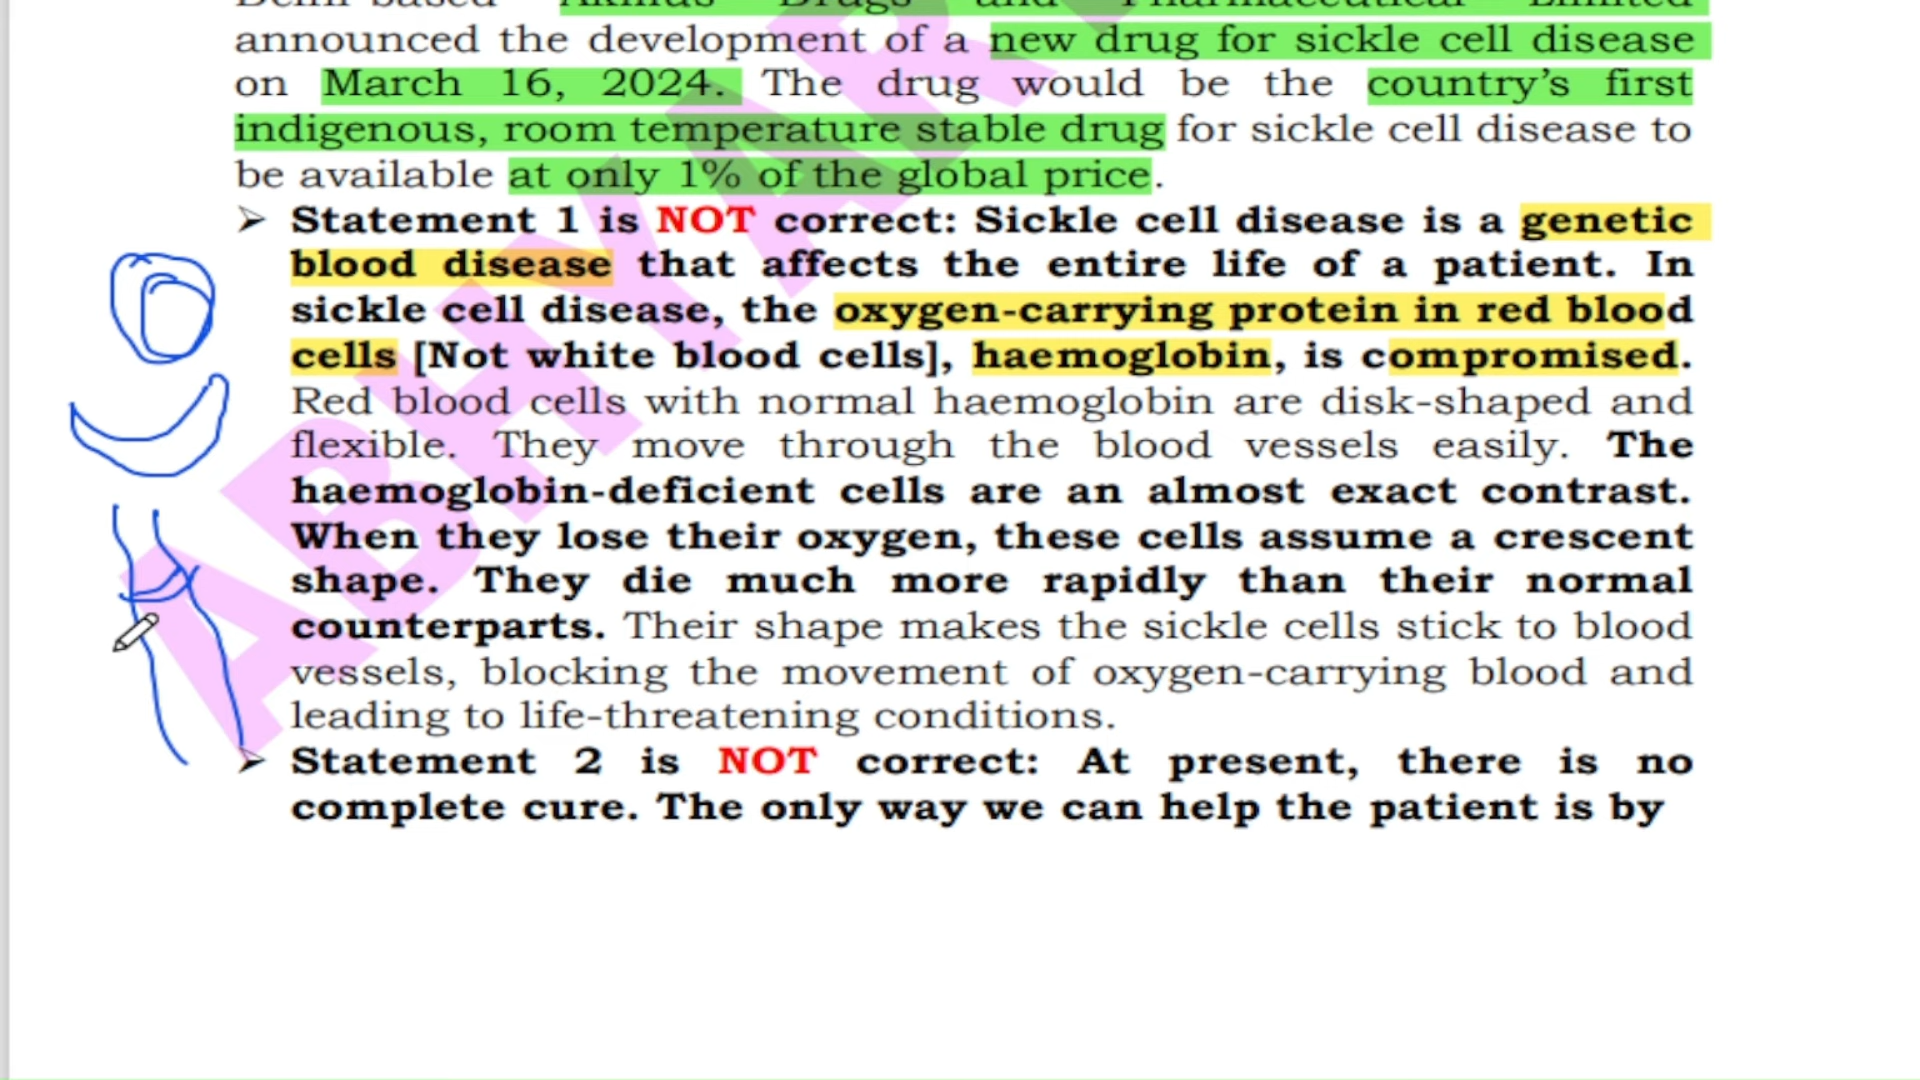 Delhi-based Akums Drugs and Pharmaceutical Limited
announced the development of a new drug for sickle cell disease
on March 16, 2024. The drug would be the country’s first
indigenous, room temperature stable drug for sickle cell disease to
be available at only 1% of the global price.
➢ Statement 1 is NOT correct: Sickle cell disease is a genetic
blood disease that affects the entire life of a patient. In
sickle cell disease, the oxygen-carrying protein in red blood
cells [Not white blood cells], haemoglobin, is compromised.
Red blood cells with normal haemoglobin are disk-shaped and
flexible. They move through the blood vessels easily. The
haemoglobin-deficient cells are an almost exact contrast.
When they lose their oxygen, these cells assume a crescent
shape. They die much more rapidly than their normal
counterparts. Their shape makes the sickle cells stick to blood
vessels, blocking the movement of oxygen-carrying blood and
leading to life-threatening conditions.
➢ Statement 2 is NOT correct: At present, there is no
complete cure. The only way we can help the patient is by